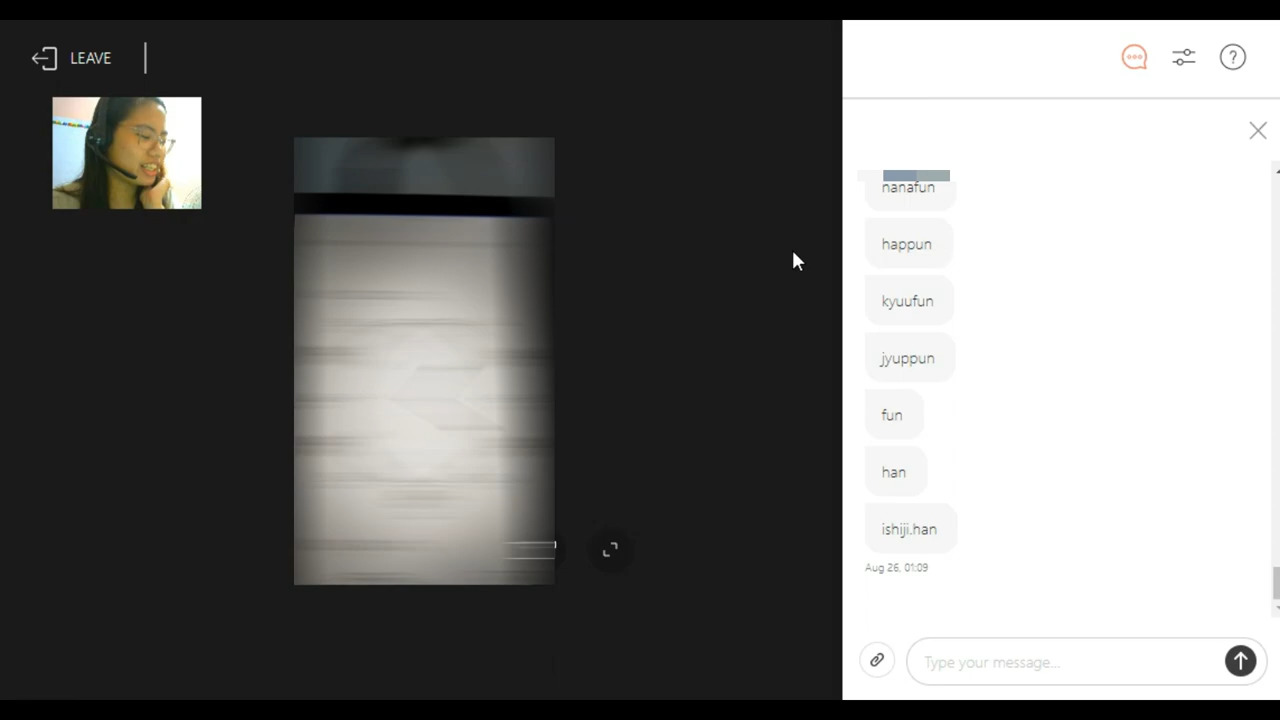 LEAVE
nanafun
happun
kyuufun
jyuppun
fun
han
ishiji.han
Aug 26, 01:09
Type your message...